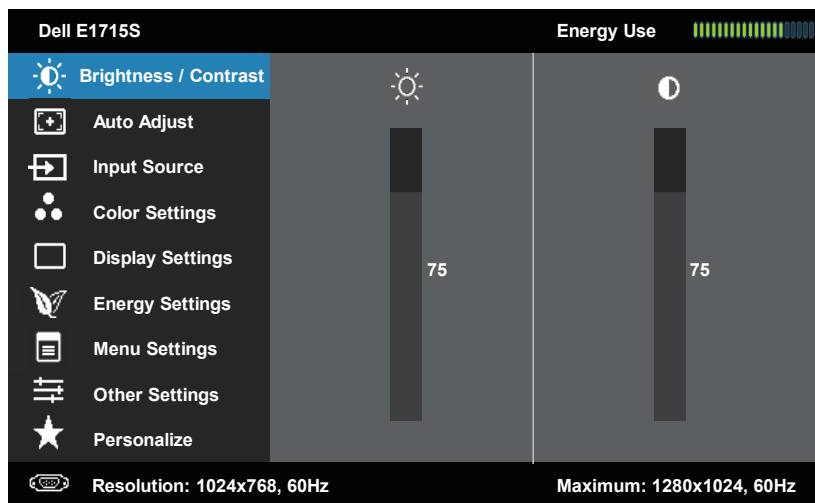 Dell E1715S Energy Use
Brightness / Contrast
Auto Adjust
Input Source
Color Settings
Display Settings
75 75
Energy Settings
Menu Settings
Other Settings
Personalize
Resolution: 1024x768, 60Hz Maximum: 1280x1024, 60Hz